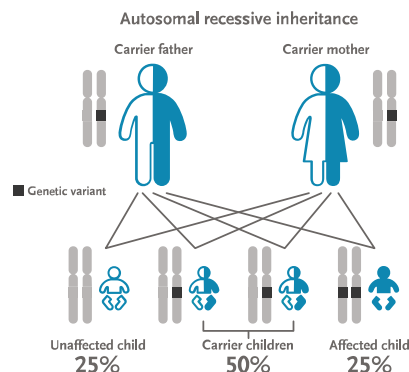 Autosomal recessive inheritance
Carrier father
Carrier mother
Genetic variant
Unaffected child
25%
Carrier children
50%
Affected child
25%